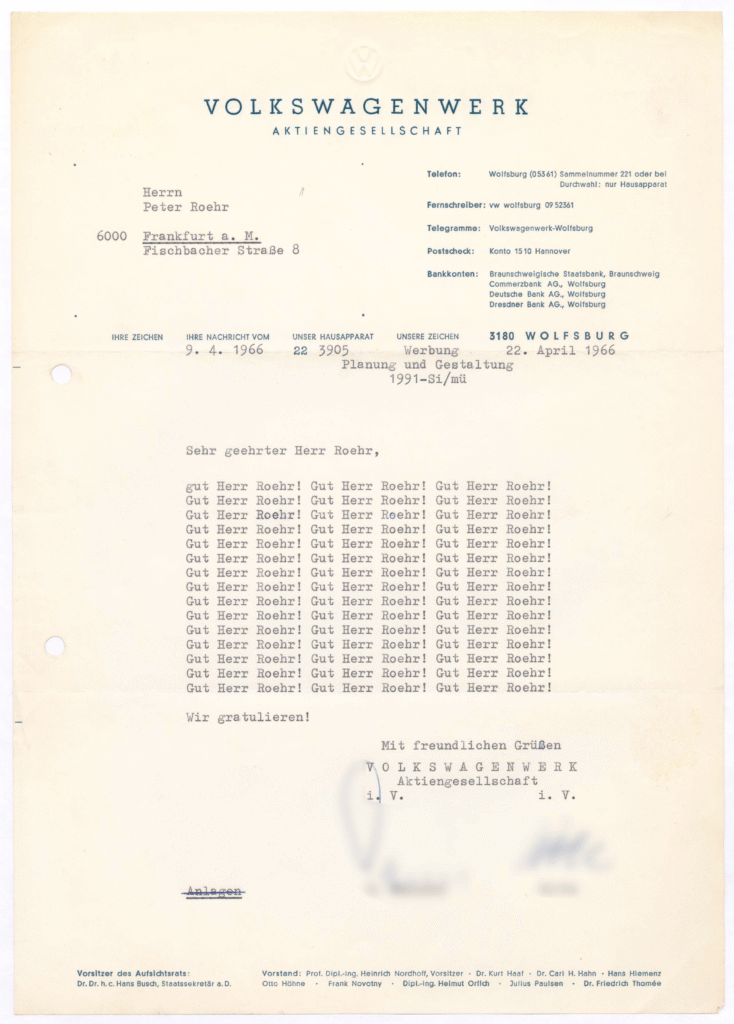 VOLKSWAGENWERK
AKTIENGESELLSCHAFT
Herrn
Peter Roehr
6000 Frankfurt a. M.
Fischbacher Straße 8
Telefon: Wolfsburg (05361) Sammelnummer 221 oder bei
Durchwahl: nur Hausapparat
Fernschreiber: vw wolfsburg 0952361
Telegramme: Volkswagenwerk-Wolfsburg
Postscheck: Konto 1510 Hannover
Bankkonten: Braunschweigische Staatsbank, Braunschweig
Commerzbank AG., Wolfsburg
Deutsche Bank AG., Wolfsburg
Dresdner Bank AG., Wolfsburg
IHRE ZEICHEN IHRE NACHRICHT VOM UNSER HAUSAPPARAT UNSERE ZEICHEN 3180 WOLFSBURG
9. 4. 1966 22 3905 Werbung 22. April 1966
Planung und Gestaltung
1991-Si/mü
Sehr geehrter Herr Roehr,
gut Herr Roehr! Gut Herr Roehr! Gut Herr Roehr!
Gut Herr Roehr! Gut Herr Roehr! Gut Herr Roehr!
Gut Herr Roehr! Gut Herr Roehr! Gut Herr Roehr!
Gut Herr Roehr! Gut Herr Roehr! Gut Herr Roehr!
Gut Herr Roehr! Gut Herr Roehr! Gut Herr Roehr!
Gut Herr Roehr! Gut Herr Roehr! Gut Herr Roehr!
Gut Herr Roehr! Gut Herr Roehr! Gut Herr Roehr!
Gut Herr Roehr! Gut Herr Roehr! Gut Herr Roehr!
Gut Herr Roehr! Gut Herr Roehr! Gut Herr Roehr!
Gut Herr Roehr! Gut Herr Roehr! Gut Herr Roehr!
Gut Herr Roehr! Gut Herr Roehr! Gut Herr Roehr!
Gut Herr Roehr! Gut Herr Roehr! Gut Herr Roehr!
Gut Herr Roehr! Gut Herr Roehr! Gut Herr Roehr!
Gut Herr Roehr! Gut Herr Roehr! Gut Herr Roehr!
Gut Herr Roehr! Gut Herr Roehr! Gut Herr Roehr!
Wir gratulieren!
Mit freundlichen Grüßen
VOLKSWAGENWERK
Aktiengesellschaft
i. V. i. V.
Anlagen
Vorsitzer des Aufsichtsrats:
Dr. Dr. h. c. Hans Busch, Staatssekretär a. D.
Vorstand: Prof. Dipl.-Ing. Heinrich Nordhoff, Vorsitzer · Dr. Kurt Haaf · Dr. Carl H. Hahn · Hans Hiemenz
Otto Höhne · Frank Novotny · Dipl.-Ing. Helmut Orlich · Julius Paulsen · Dr. Friedrich Thomée